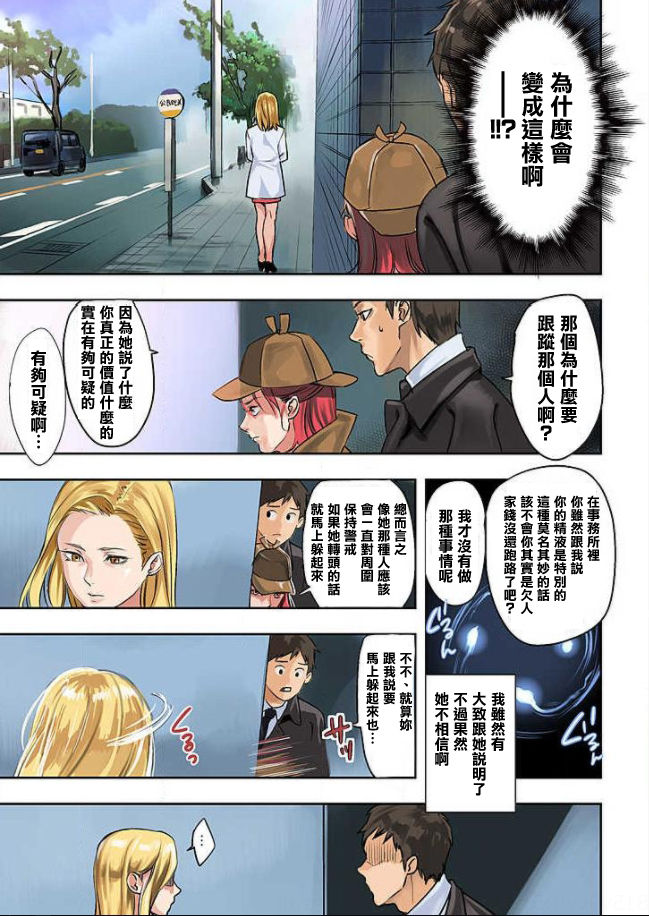 為什麼會
變成這樣啊
——!!?
那個為什麼要
跟蹤那個人啊?
因為她說了什麼
你真正的價值什麼的
實在有夠可疑的
有夠可疑啊…
在事務所裡
你雖然跟我說
你的精液是特別的
這種莫名其妙的話
該不會你其實是欠人
家錢沒還跑路了吧?
我才沒有做
那種事情呢
我雖然有
大致跟她說明了
不過果然
她不相信啊
總而言之
像她那種人應該
會一直對周圍
保持警戒
如果她轉頭的話
就馬上躲起來
不不、就算妳
跟我說要
馬上躲起來也…
くるっ
サッ
…